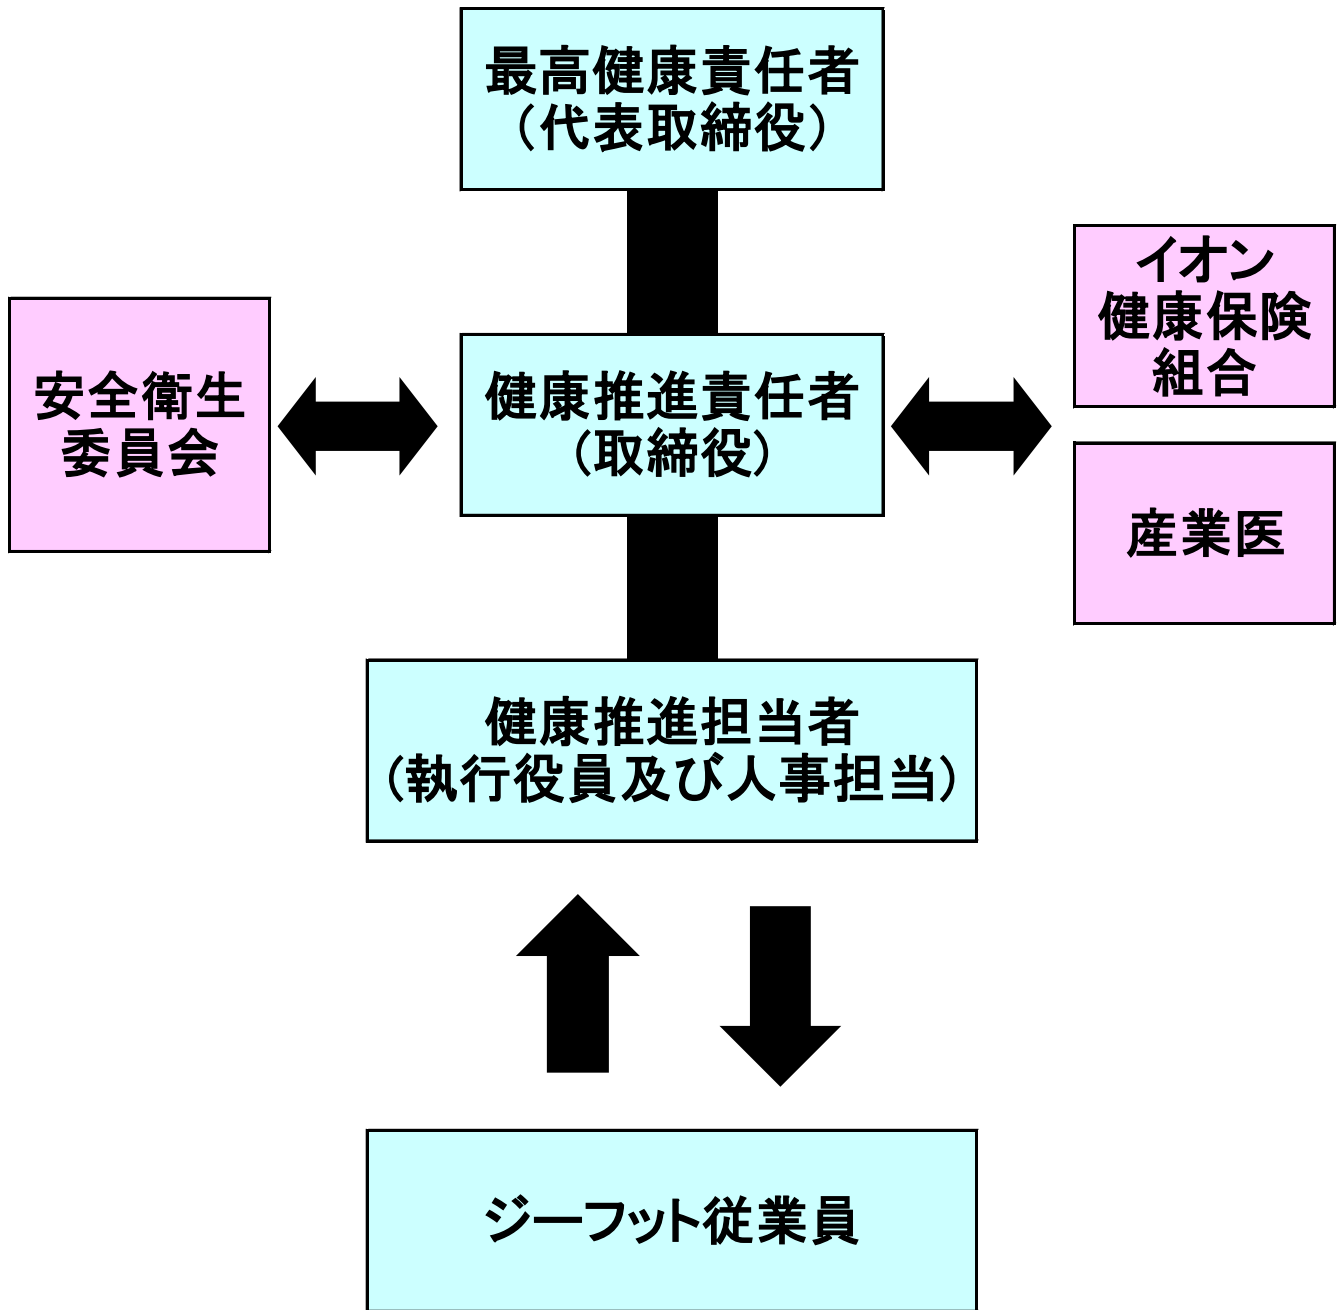 最高健康責任者
（代表取締役）
イオン
健康保険
組合
安全衛生
委員会
健康推進責任者
（取締役）
産業医
健康推進担当者
（執行役員及び人事担当）
ジーフット従業員